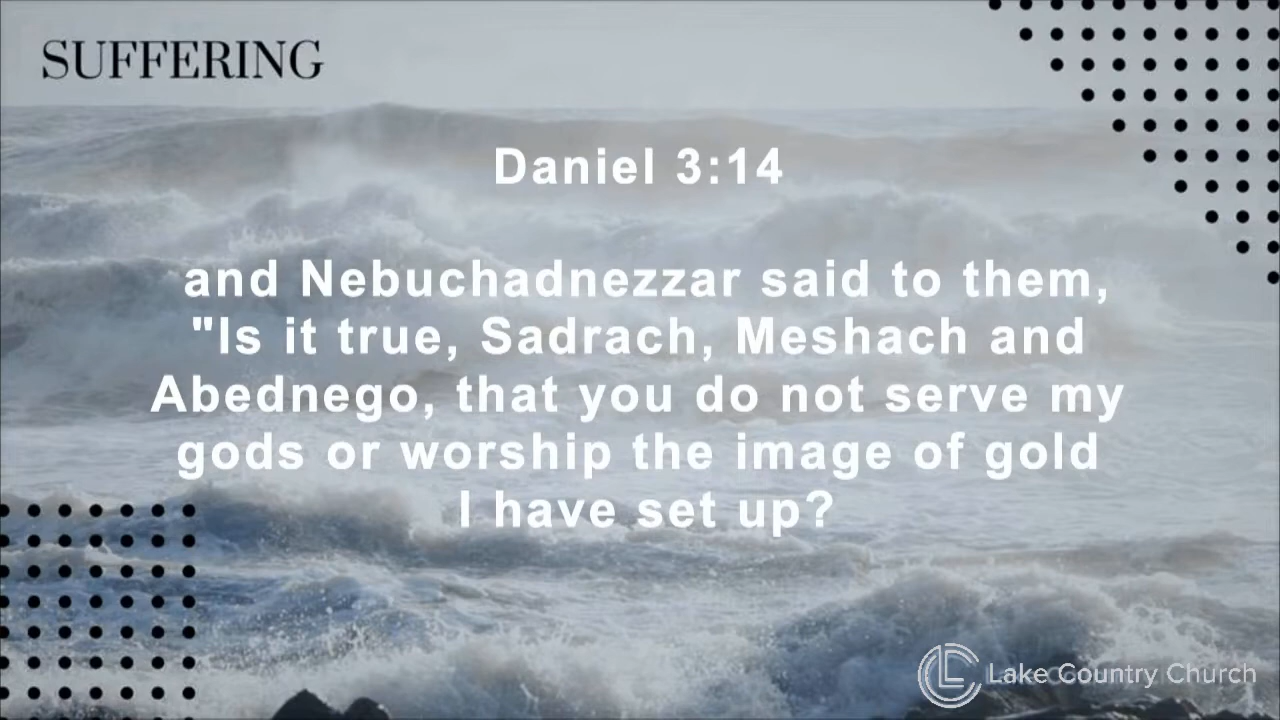 SUFFERING
Daniel 3:14
and Nebuchadnezzar said to them,
"Is it true, Sadrach, Meshach and
Abednego, that you do not serve my
gods or worship the image of gold
I have set up?
Lake Country Church